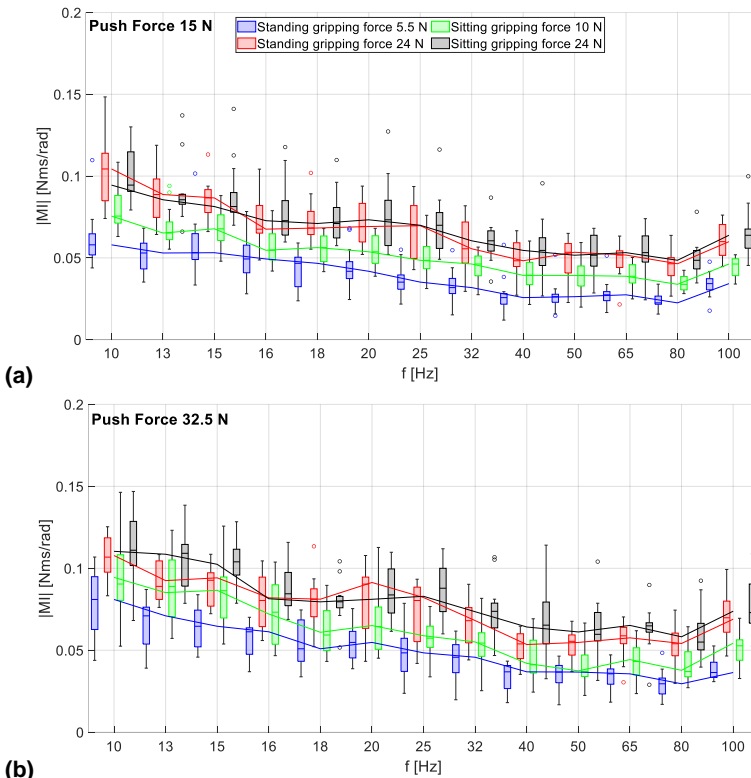 Push Force 15 N
Standing gripping force 5.5 N Sitting gripping force 10 N
Standing gripping force 24 N Sitting gripping force 24 N
0.2
0.15
0.1
0.05
0
|MI| [Nms/rad]
10 13 15 16 18 20 25 32 40 50 65 80 100
f [Hz]
(a)
Push Force 32.5 N
0.2
0.15
0.1
0.05
0
|MI| [Nms/rad]
10 13 15 16 18 20 25 32 40 50 65 80 100
f [Hz]
(b)